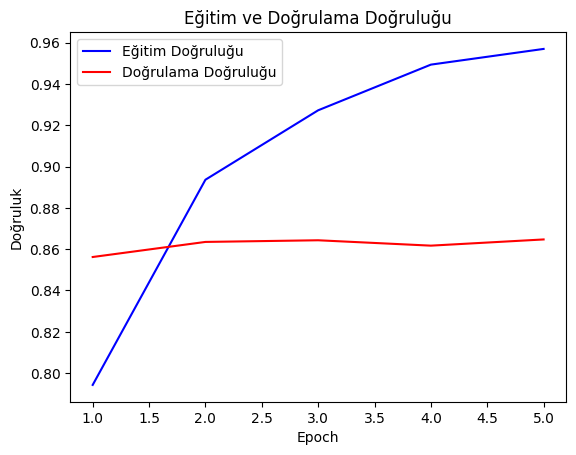 Eğitim ve Doğrulama Doğruluğu
Eğitim Doğruluğu
Doğrulama Doğruluğu
Doğruluk
0.96
0.94
0.92
0.90
0.88
0.86
0.84
0.82
0.80
1.0 1.5 2.0 2.5 3.0 3.5 4.0 4.5 5.0
Epoch